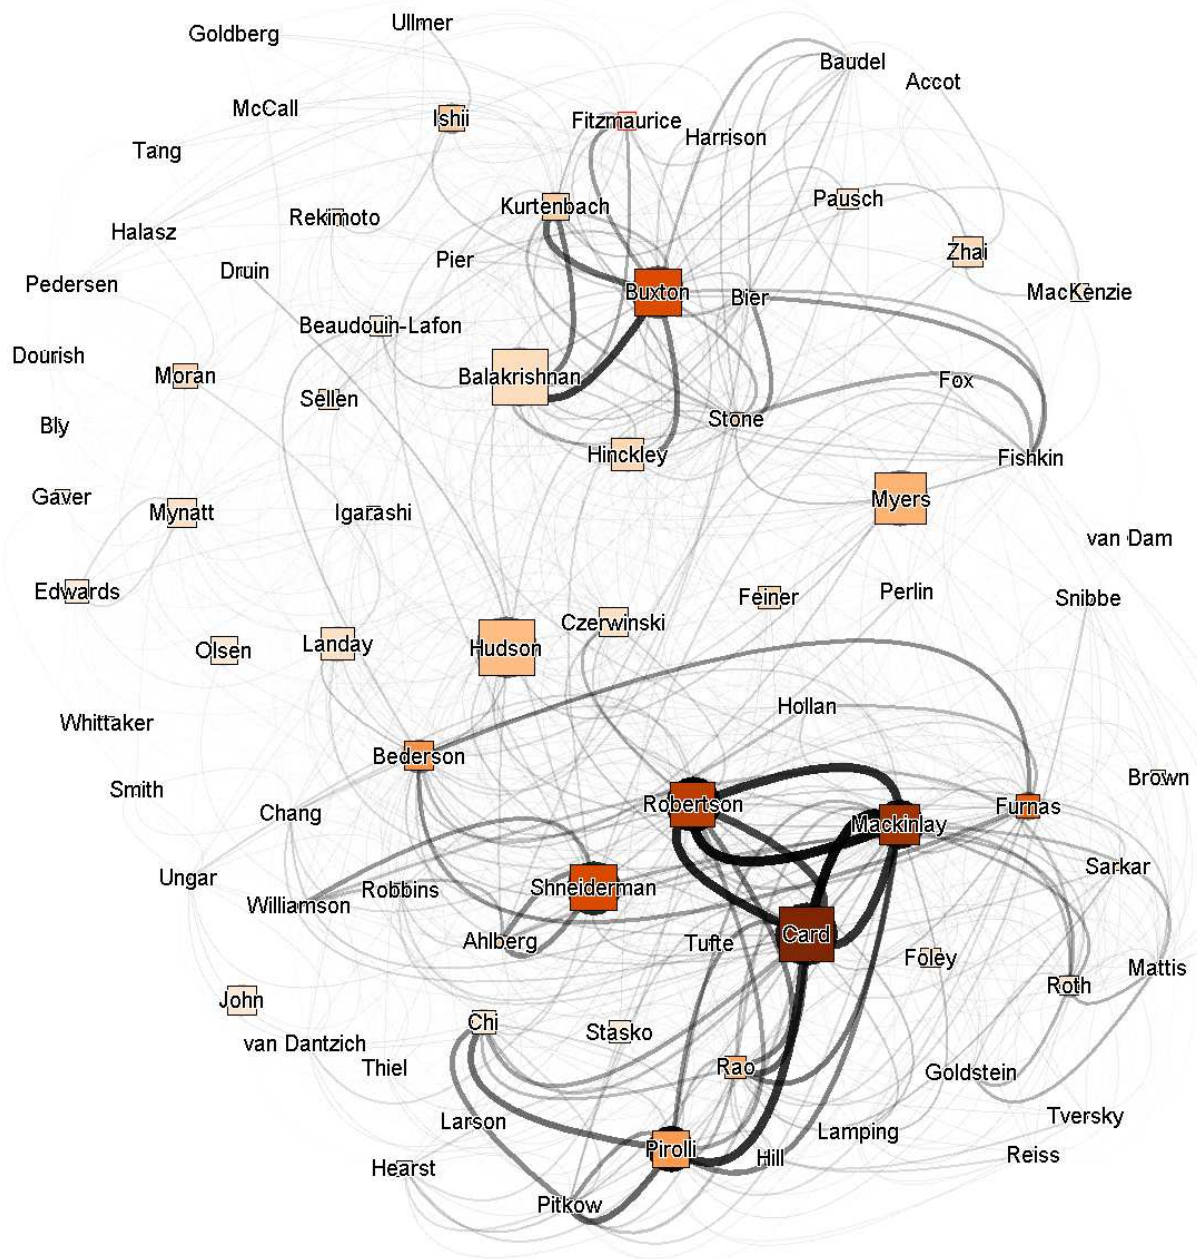 Ullmer
Goldberg
Baudel
Accot
McCall
Ishii
Fitzmaurice
Harrison
Tang
Pausch
Kurtenbach
Rekimoto
Halasz
Zhai
Pier
Druin
Pedersen
Buxton
Bier
MacKenzie
Beaudouin-Lafon
Dourish
Moran
Balakrishnan
Fox
Sellen
Stone
Bly
Hinckley
Fishkin
Gaver
Myers
Mynatt
Igarashi
van Dam
Edwards
Feiner
Perlin
Snibbe
Czerwinski
Olsen
Landay
Hudson
Hollan
Whittaker
Bederson
Brown
Smith
Robertson
Furnas
Chang
Mackinlay
Sarkar
Ungar
Robbins
Shneiderman
Williamson
Card
Ahlberg
Tufte
Foley
Mattis
Roth
John
Chi
Stasko
van Dantzich
Thiel
Rao
Goldstein
Larson
Tversky
Lamping
Pirolli
Hill
Reiss
Hearst
Pitkow